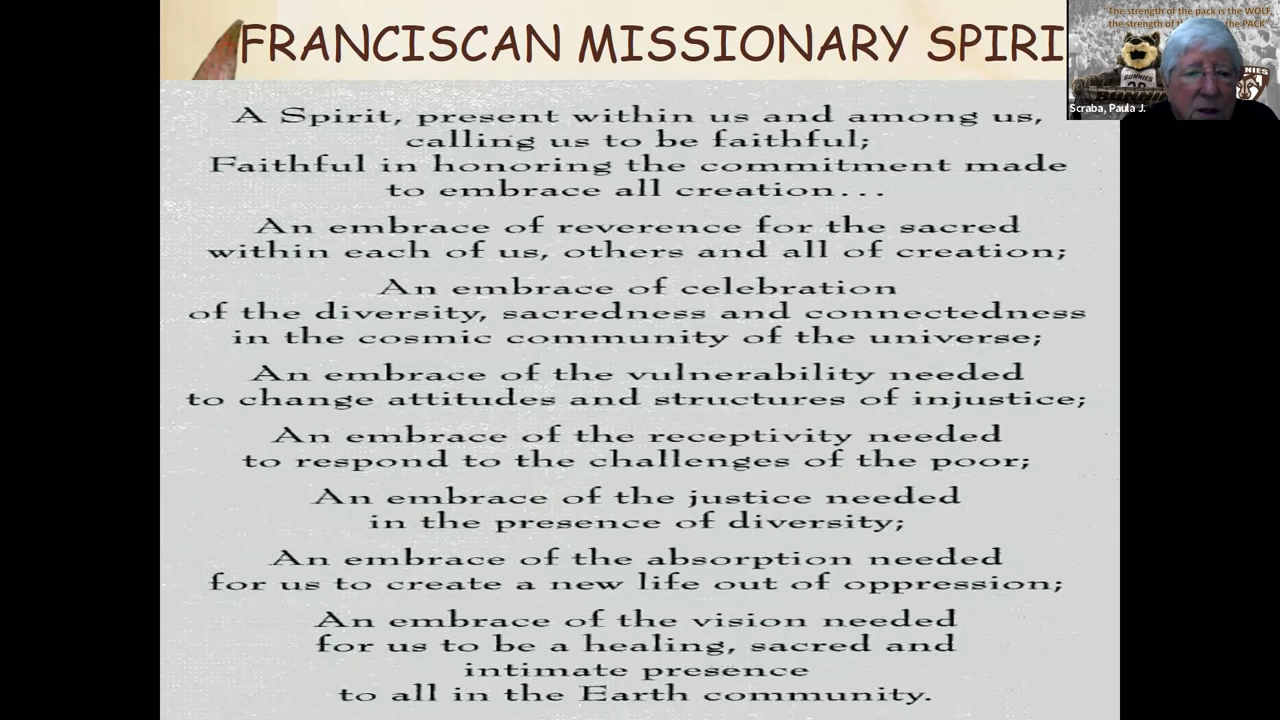 FRANCISCAN MISSIONARY SPIRI
"The strength of the pack is the WOLF,
the strength of the PACK"
BUNNIES
NIES
Scraba, Paula J.
A Spirit, present within us and among us,
calling us to be faithful;
Faithful in honoring the commitment made
to embrace all creation...
An embrace of reverence for the sacred
within each of us, others and all of creation;
An embrace of celebration
of the diversity, sacredness and connectedness
in the cosmic community of the universe;
An embrace of the vulnerability needed
to change attitudes and structures of injustice;
An embrace of the receptivity needed
to respond to the challenges of the poor;
An embrace of the justice needed
in the presence of diversity;
An embrace of the absorption needed
for us to create a new life out of oppression;
An embrace of the vision needed
for us to be a healing, sacred and
intimate presence
to all in the Earth community.